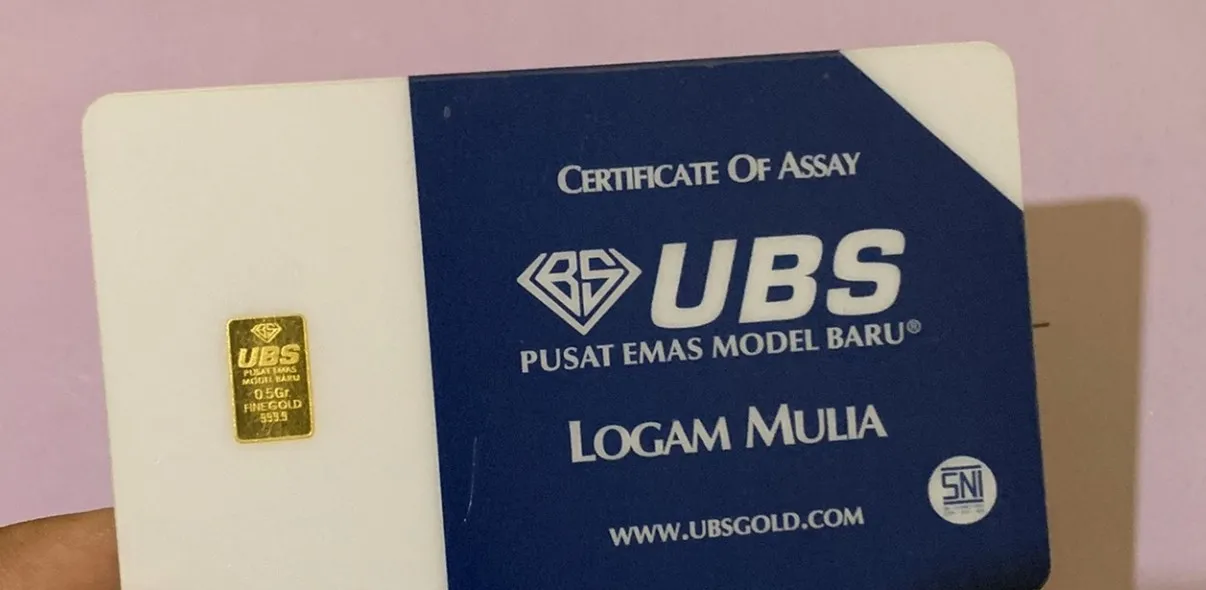 UBS
PUSAT EMAS
MODEL BARU
0.5Gr.
FINE GOLD
999.9
CERTIFICATE OF ASSAY
UBS
PUSAT EMAS MODEL BARU®
LOGAM MULIA
SNI
WWW.UBSGOLD.COM